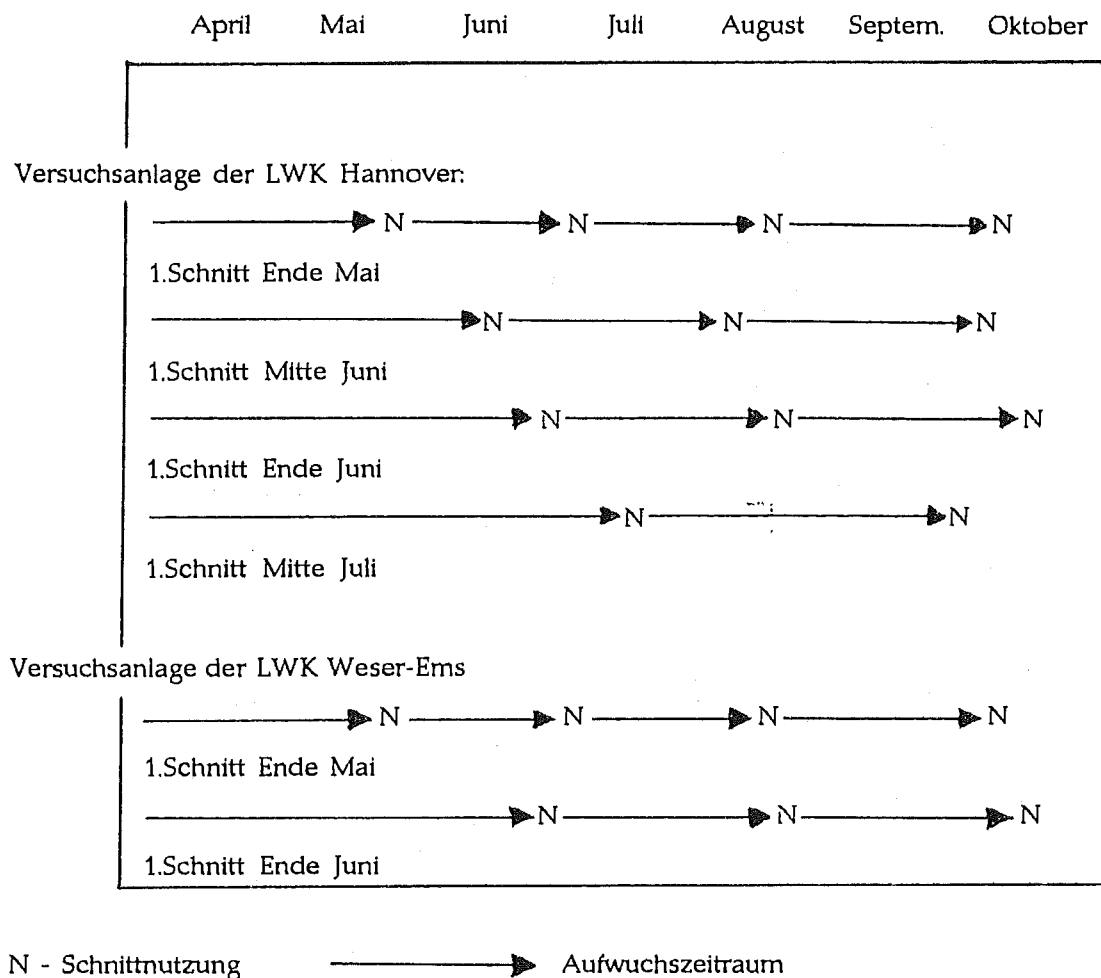 April Mai Juni Juli August Septem. Oktober
Versuchsanlage der LWK Hannover:
N N N N
1.Schnitt Ende Mai
N N N
1.Schnitt Mitte Juni
N N N
1.Schnitt Ende Juni
N N
1.Schnitt Mitte Juli
Versuchsanlage der LWK Weser-Ems
N N N N
1.Schnitt Ende Mai
N N N
1.Schnitt Ende Juni
N - Schnittnutzung Aufwuchszeitraum